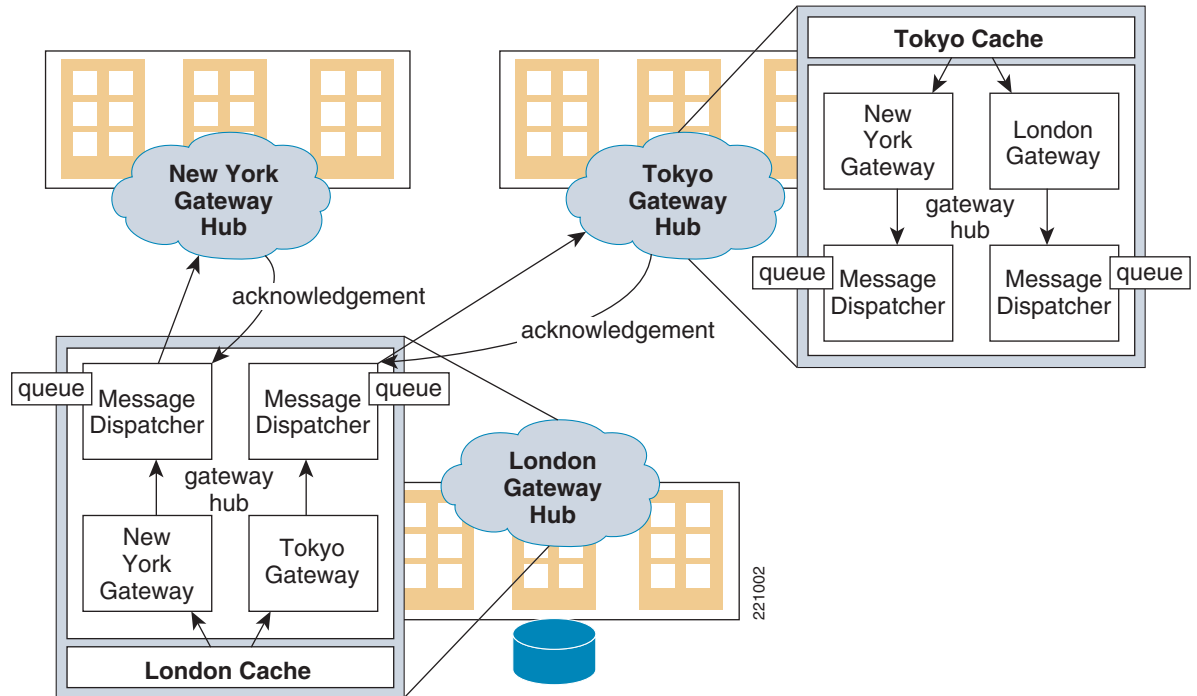 Tokyo Cache
New
York
Gateway
London
Gateway
gateway
hub
queue
Message
Dispatcher
Message
Dispatcher
queue
New York
Gateway
Hub
Tokyo
Gateway
Hub
acknowledgement
acknowledgement
queue
Message
Dispatcher
Message
Dispatcher
queue
gateway
hub
New
York
Gateway
Tokyo
Gateway
London Cache
London
Gateway
Hub
221002